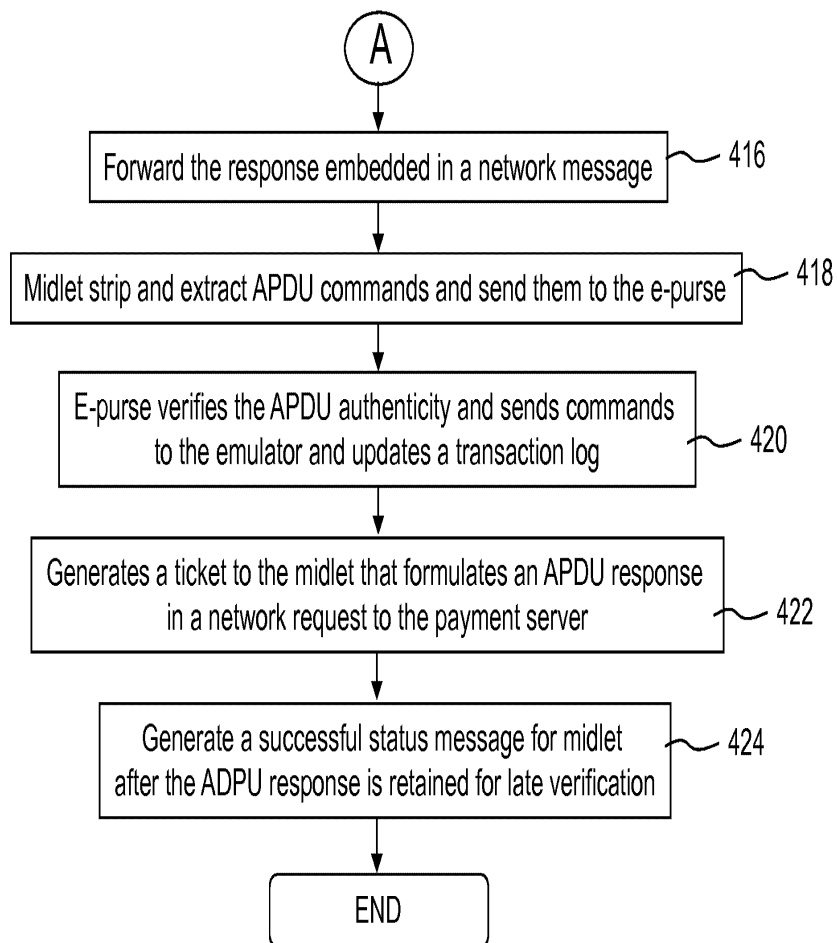 A
Forward the response embedded in a network message
416
Midlet strip and extract APDU commands and send them to the e-purse
418
E-purse verifies the APDU authenticity and sends commands
to the emulator and updates a transaction log
420
Generates a ticket to the midlet that formulates an APDU response
in a network request to the payment server
422
Generate a successful status message for midlet
after the ADPU response is retained for late verification
424
END